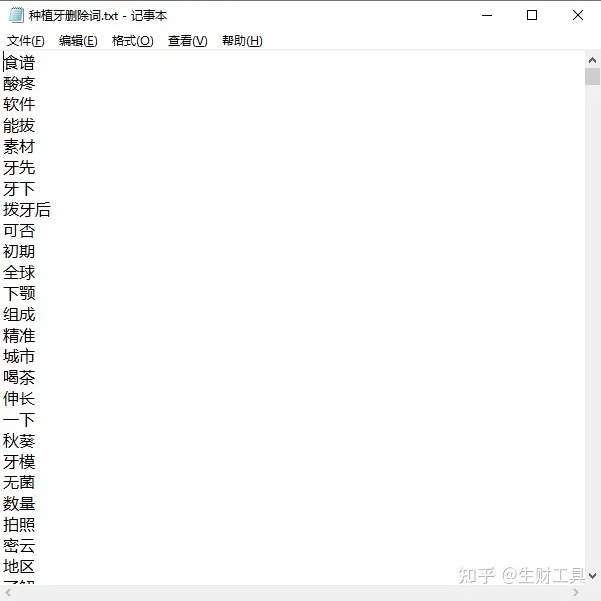 种植牙删除词.txt - 记事本
文件(F) 编辑(E) 格式(O) 查看(V) 帮助(H)
食谱
酸疼
软件
能拔
素材
牙先
牙下
拨牙后
可否
初期
全球
下颚
组成
精准
城市
喝茶
伸长
一下
秋葵
牙模
无菌
数量
拍照
密云
地区
知乎 @生财工具